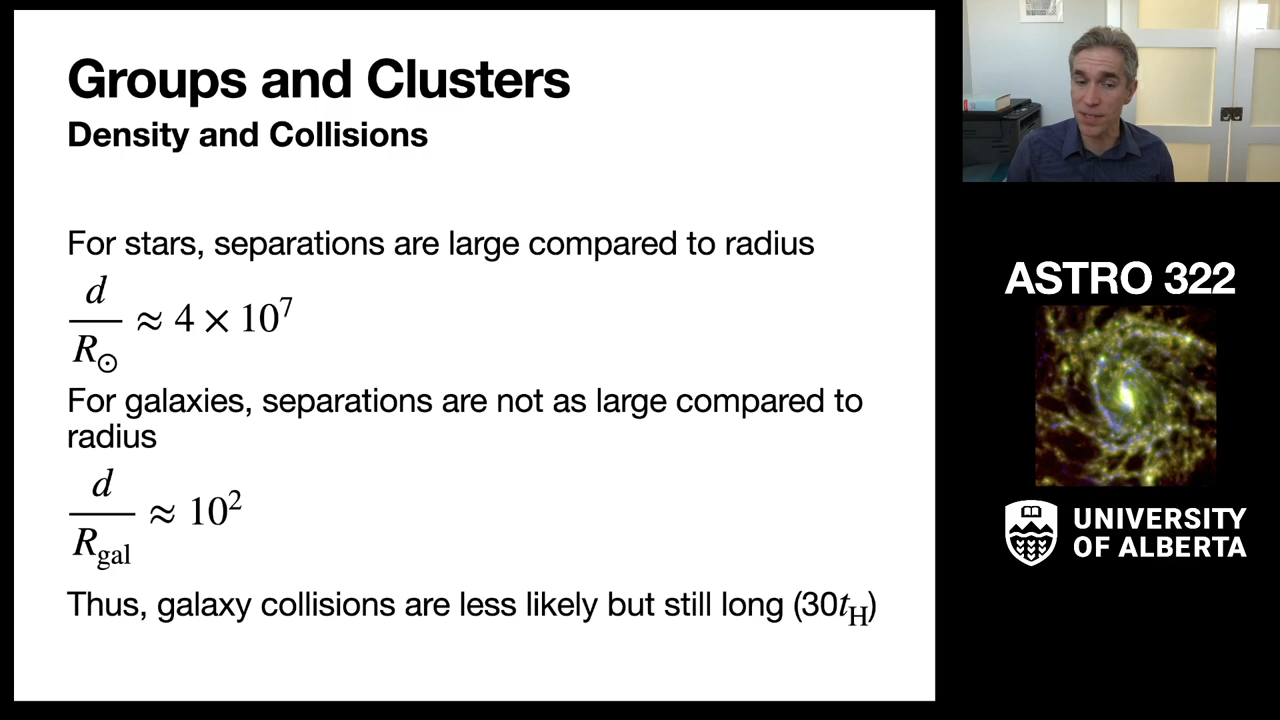 Groups and Clusters
Density and Collisions
For stars, separations are large compared to radius
d/R⊙ ≈ 4 × 10⁷
For galaxies, separations are not as large compared to
radius
d/Rgal ≈ 10²
Thus, galaxy collisions are less likely but still long (30tH)
ASTRO 322
UNIVERSITY
OF ALBERTA